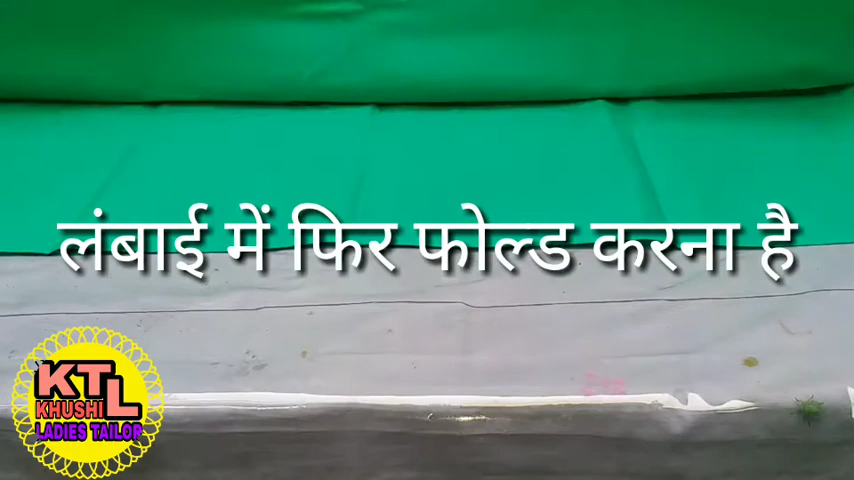 लंबाई में फिर फोल्ड करना है
KTL
KHUSHI
LADIES TAILOR